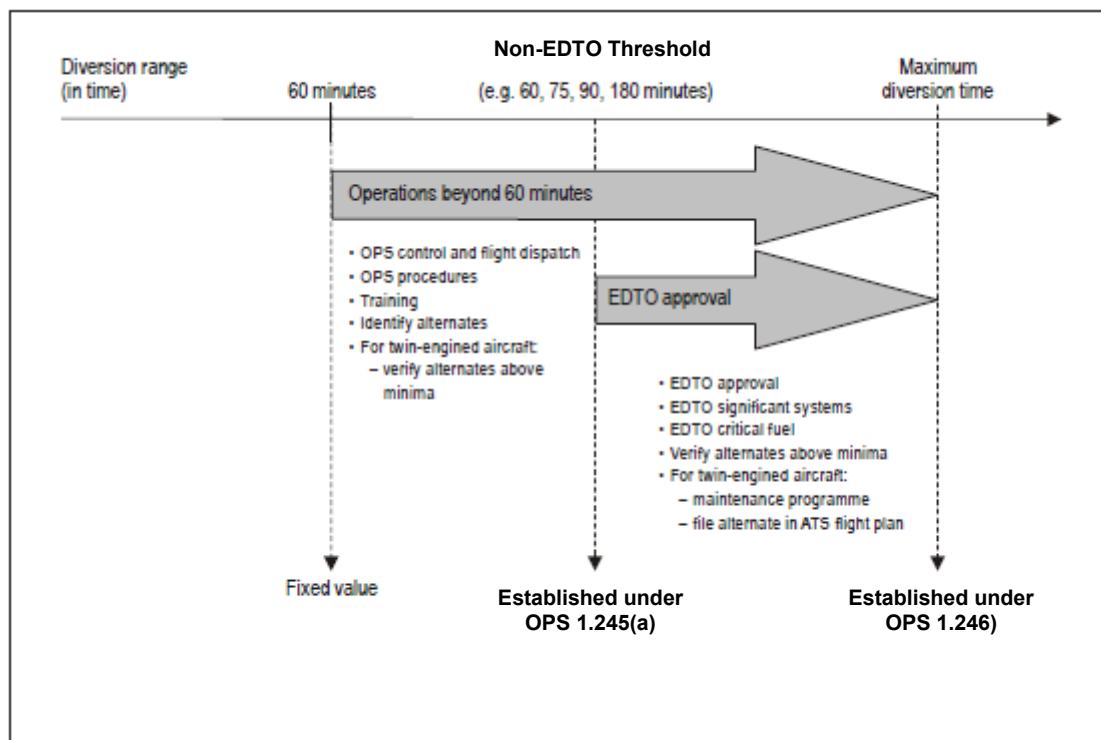 Non-EDTO Threshold
Diversion range
(in time)
60 minutes
(e.g. 60, 75, 90, 180 minutes)
Maximum
diversion time
Operations beyond 60 minutes
• OPS control and flight dispatch
• OPS procedures
• Training
• Identify alternates
• For twin-engined aircraft:
– verify alternates above
minima
EDTO approval
• EDTO approval
• EDTO significant systems
• EDTO critical fuel
• Verify alternates above minima
• For twin-engined aircraft:
– maintenance programme
– file alternate in ATS flight plan
Fixed value
Established under
OPS 1.245(a)
Established under
OPS 1.246)